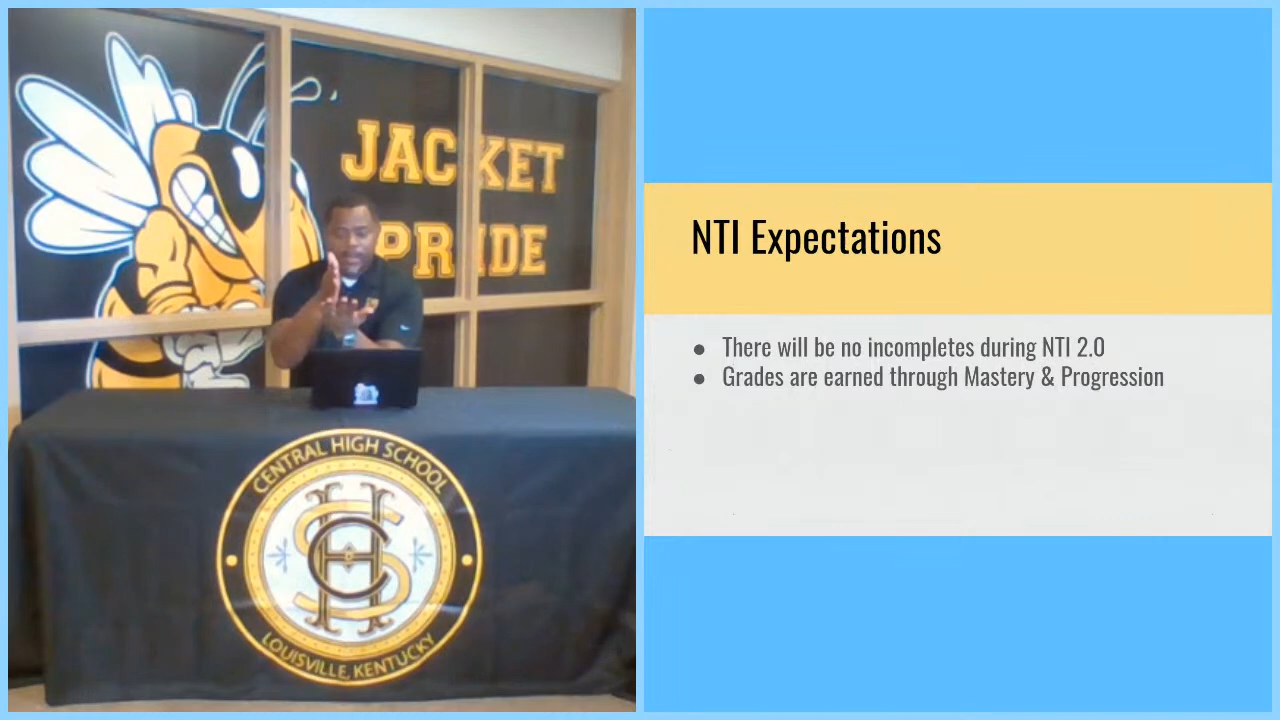 JACKET
PRIDE
CENTRAL HIGH SCHOOL
CHS
LOUISVILLE, KENTUCKY
NTI Expectations
● There will be no incompletes during NTI 2.0
● Grades are earned through Mastery & Progression